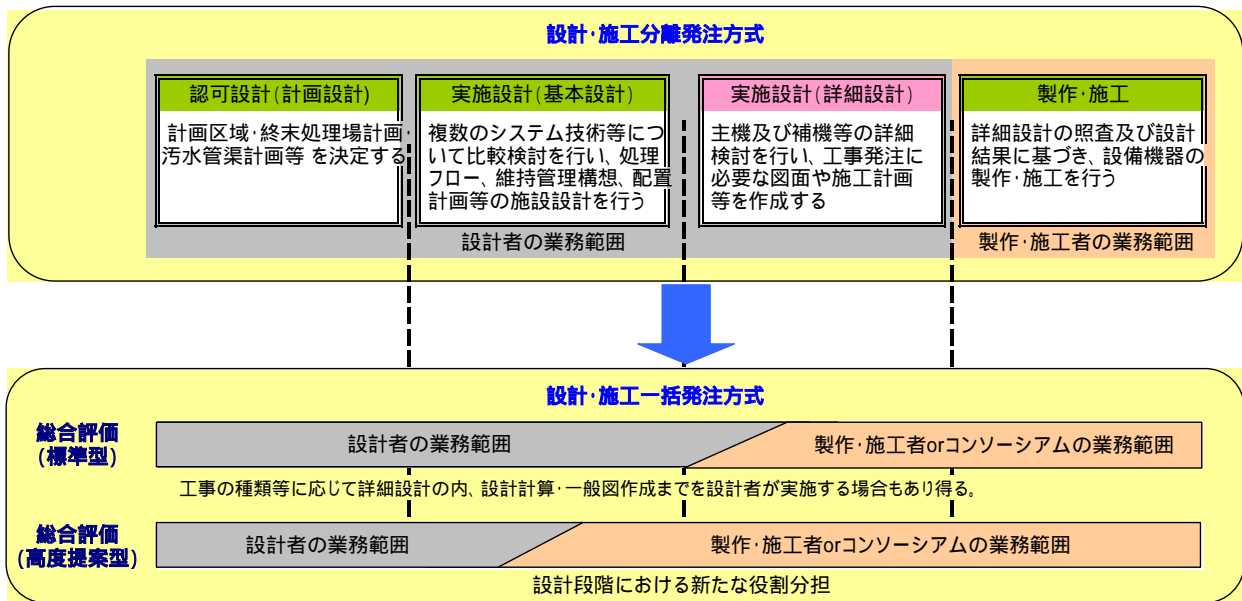 設計・施工分離発注方式
認可設計(計画設計)
計画区域・終末処理場計画・
汚水管渠計画等 を決定する
実施設計(基本設計)
複数のシステム技術等につ
いて比較検討を行い、処理
フロー、維持管理構想、配置
計画等の施設設計を行う
実施設計(詳細設計)
主機及び補機等の詳細
検討を行い、工事発注に
必要な図面や施工計画
等を作成する
製作・施工
詳細設計の照査及び設計
結果に基づき、設備機器の
製作・施工を行う
設計者の業務範囲
製作・施工者の業務範囲
設計・施工一括発注方式
総合評価
(標準型)
設計者の業務範囲
製作・施工者orコンソーシアムの業務範囲
工事の種類等に応じて詳細設計の内、設計計算・一般図作成までを設計者が実施する場合もあり得る。
総合評価
(高度提案型)
設計者の業務範囲
製作・施工者orコンソーシアムの業務範囲
設計段階における新たな役割分担